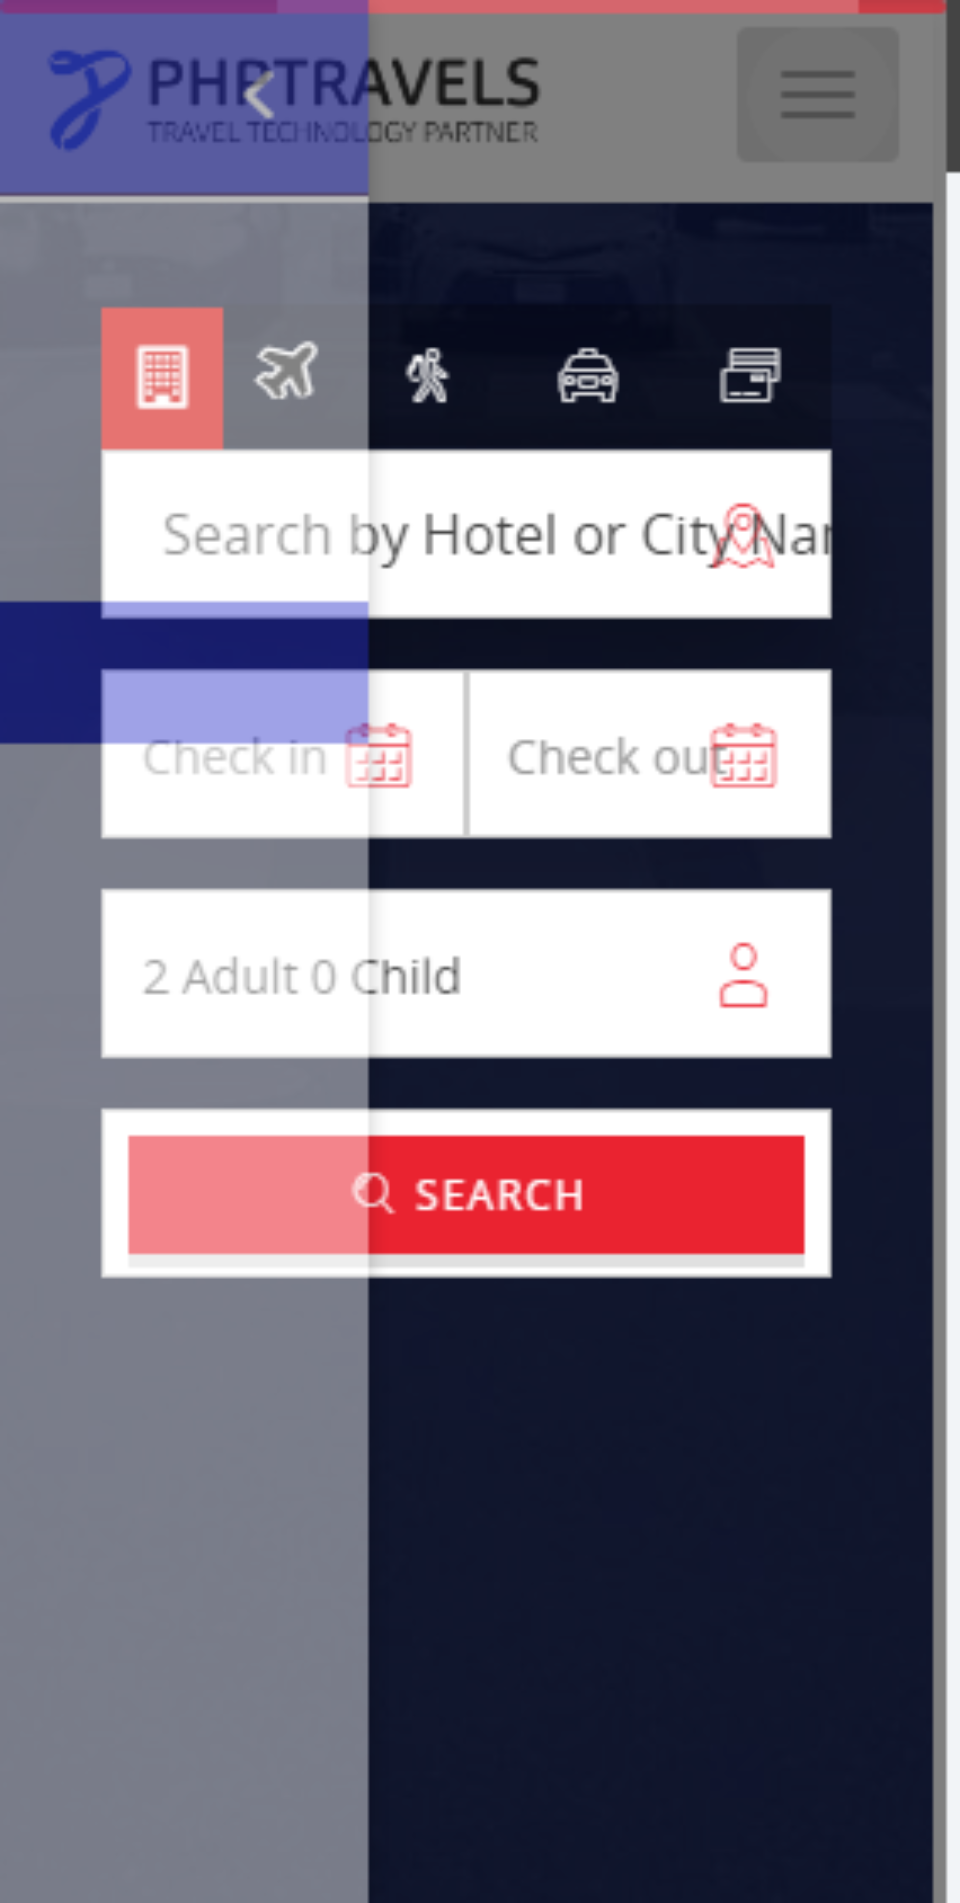 PHPTRAVELS
TRAVEL TECHNOLOGY PARTNER
Search by Hotel or City Nar
Check in
Check out
2 Adult 0 Child
SEARCH